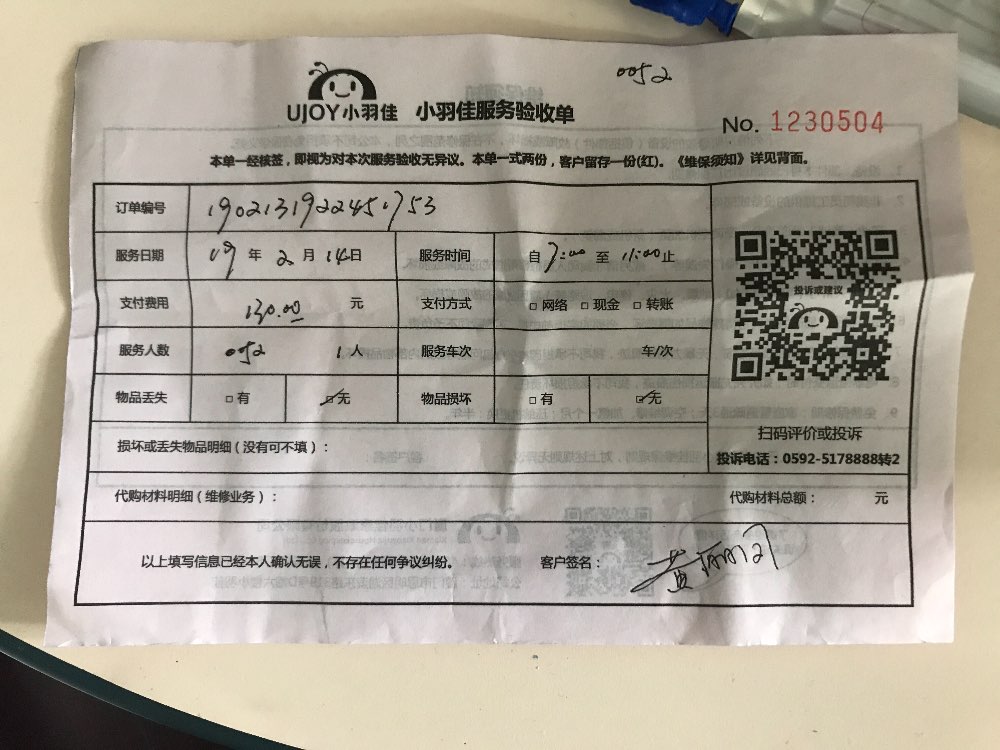 0052
UJOY小羽佳 小羽佳服务验收单
No. 1230504
本单一经核签，即视为对本次服务验收无异议。本单一式两份，客户留存一份(红)。《维保须知》详见背面。
订单编号 1902131922451753
服务日期 19 年 2 月 14日 服务时间 自 7:00 至 11:00 止
投诉或建议
支付费用 130.00 元 支付方式 □ 网络 □ 现金 □ 转账
服务人数 0052 1 人 服务车次 车/次
物品丢失 □ 有 ☑ 无 物品损坏 □ 有 ☑ 无
扫码评价或投诉
损坏或丢失物品明细（没有可不填）：
投诉电话：0592-5178888转2
代购材料明细（维修业务）： 代购材料总额： 元
以上填写信息已经本人确认无误，不存在任何争议纠纷。 客户签名：